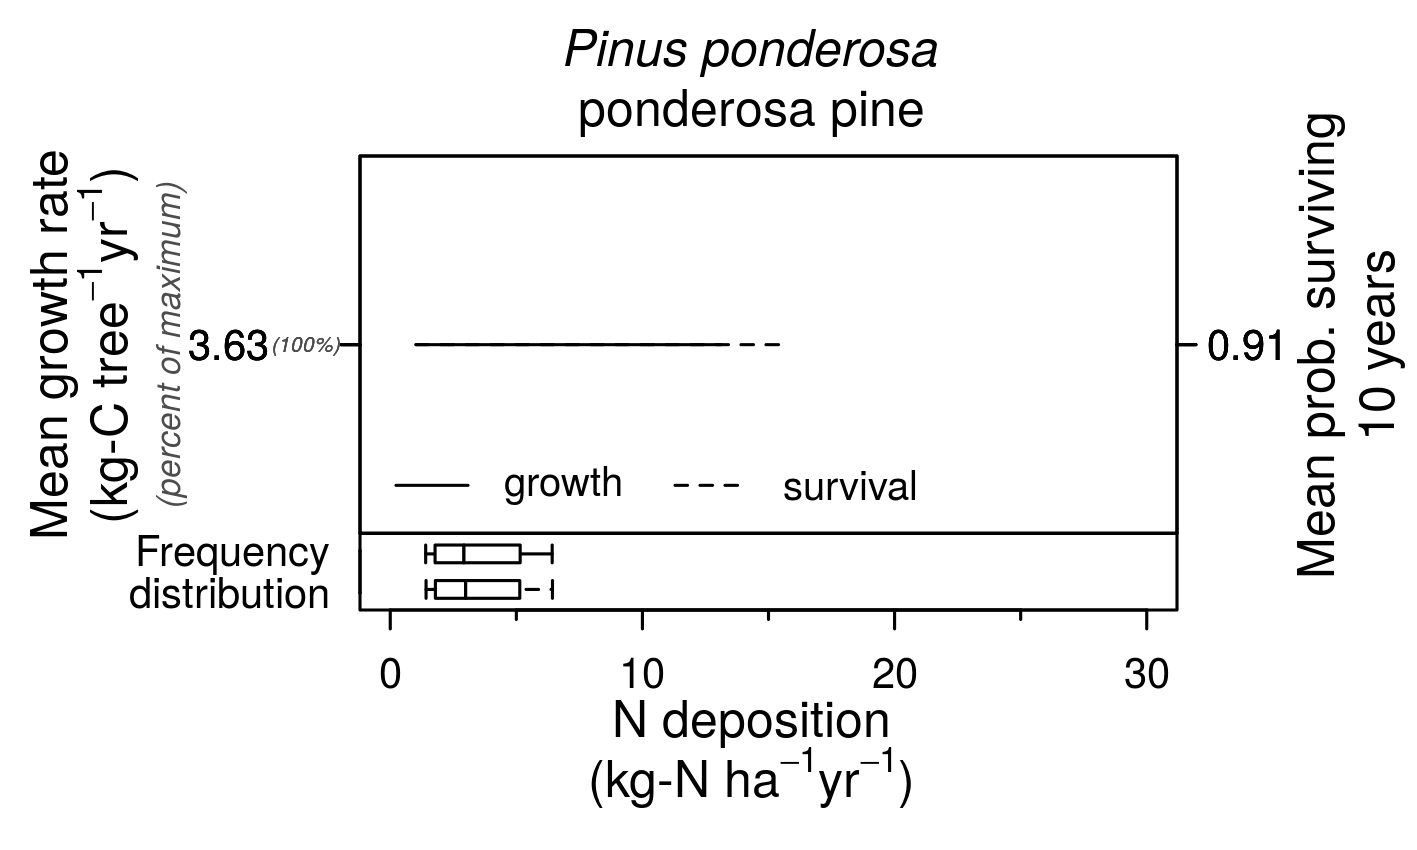 Pinus ponderosa
ponderosa pine
Mean growth rate
(kg-C tree⁻¹yr⁻¹)
(percent of maximum)
3.63 (100%)
0.91
Mean prob. surviving
10 years
growth
survival
Frequency
distribution
0 10 20 30
N deposition
(kg-N ha⁻¹yr⁻¹)